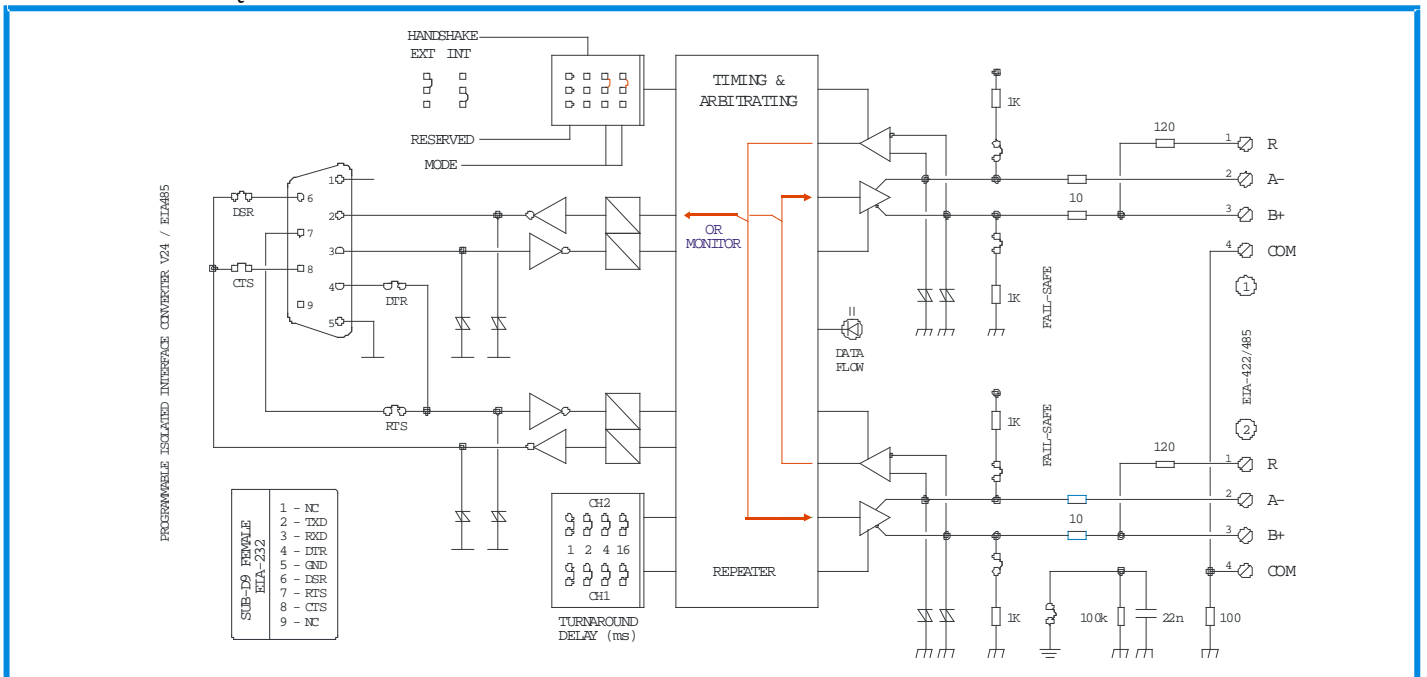 HANDSHAKE
EXT INT
RESERVED
MODE
TIMING &
ARBITRATING
OR
MONITOR
REPEATER
DATA
FLOW
PROGRAMMABLE ISOLATED INTERFACE CONVERTER V24 / EIA485
1
2
3
4
5
6
7
8
9
DSR
CTS
DTR
RTS
SUB-D9 FEMALE
EIA-232
1 - NC
2 - TXD
3 - RXD
4 - DTR
5 - GND
6 - DSR
7 - RTS
8 - CTS
9 - NC
CH2
1 2 4 16
CH1
TURNAROUND
DELAY (ms)
1K
120
1 R
2 A-
10
3 B+
4 COM
1
1K
FAIL-SAFE
EIA-422/485
2
1K
FAIL-SAFE
120
1 R
2 A-
10
3 B+
4 COM
1K
100k
22n
100